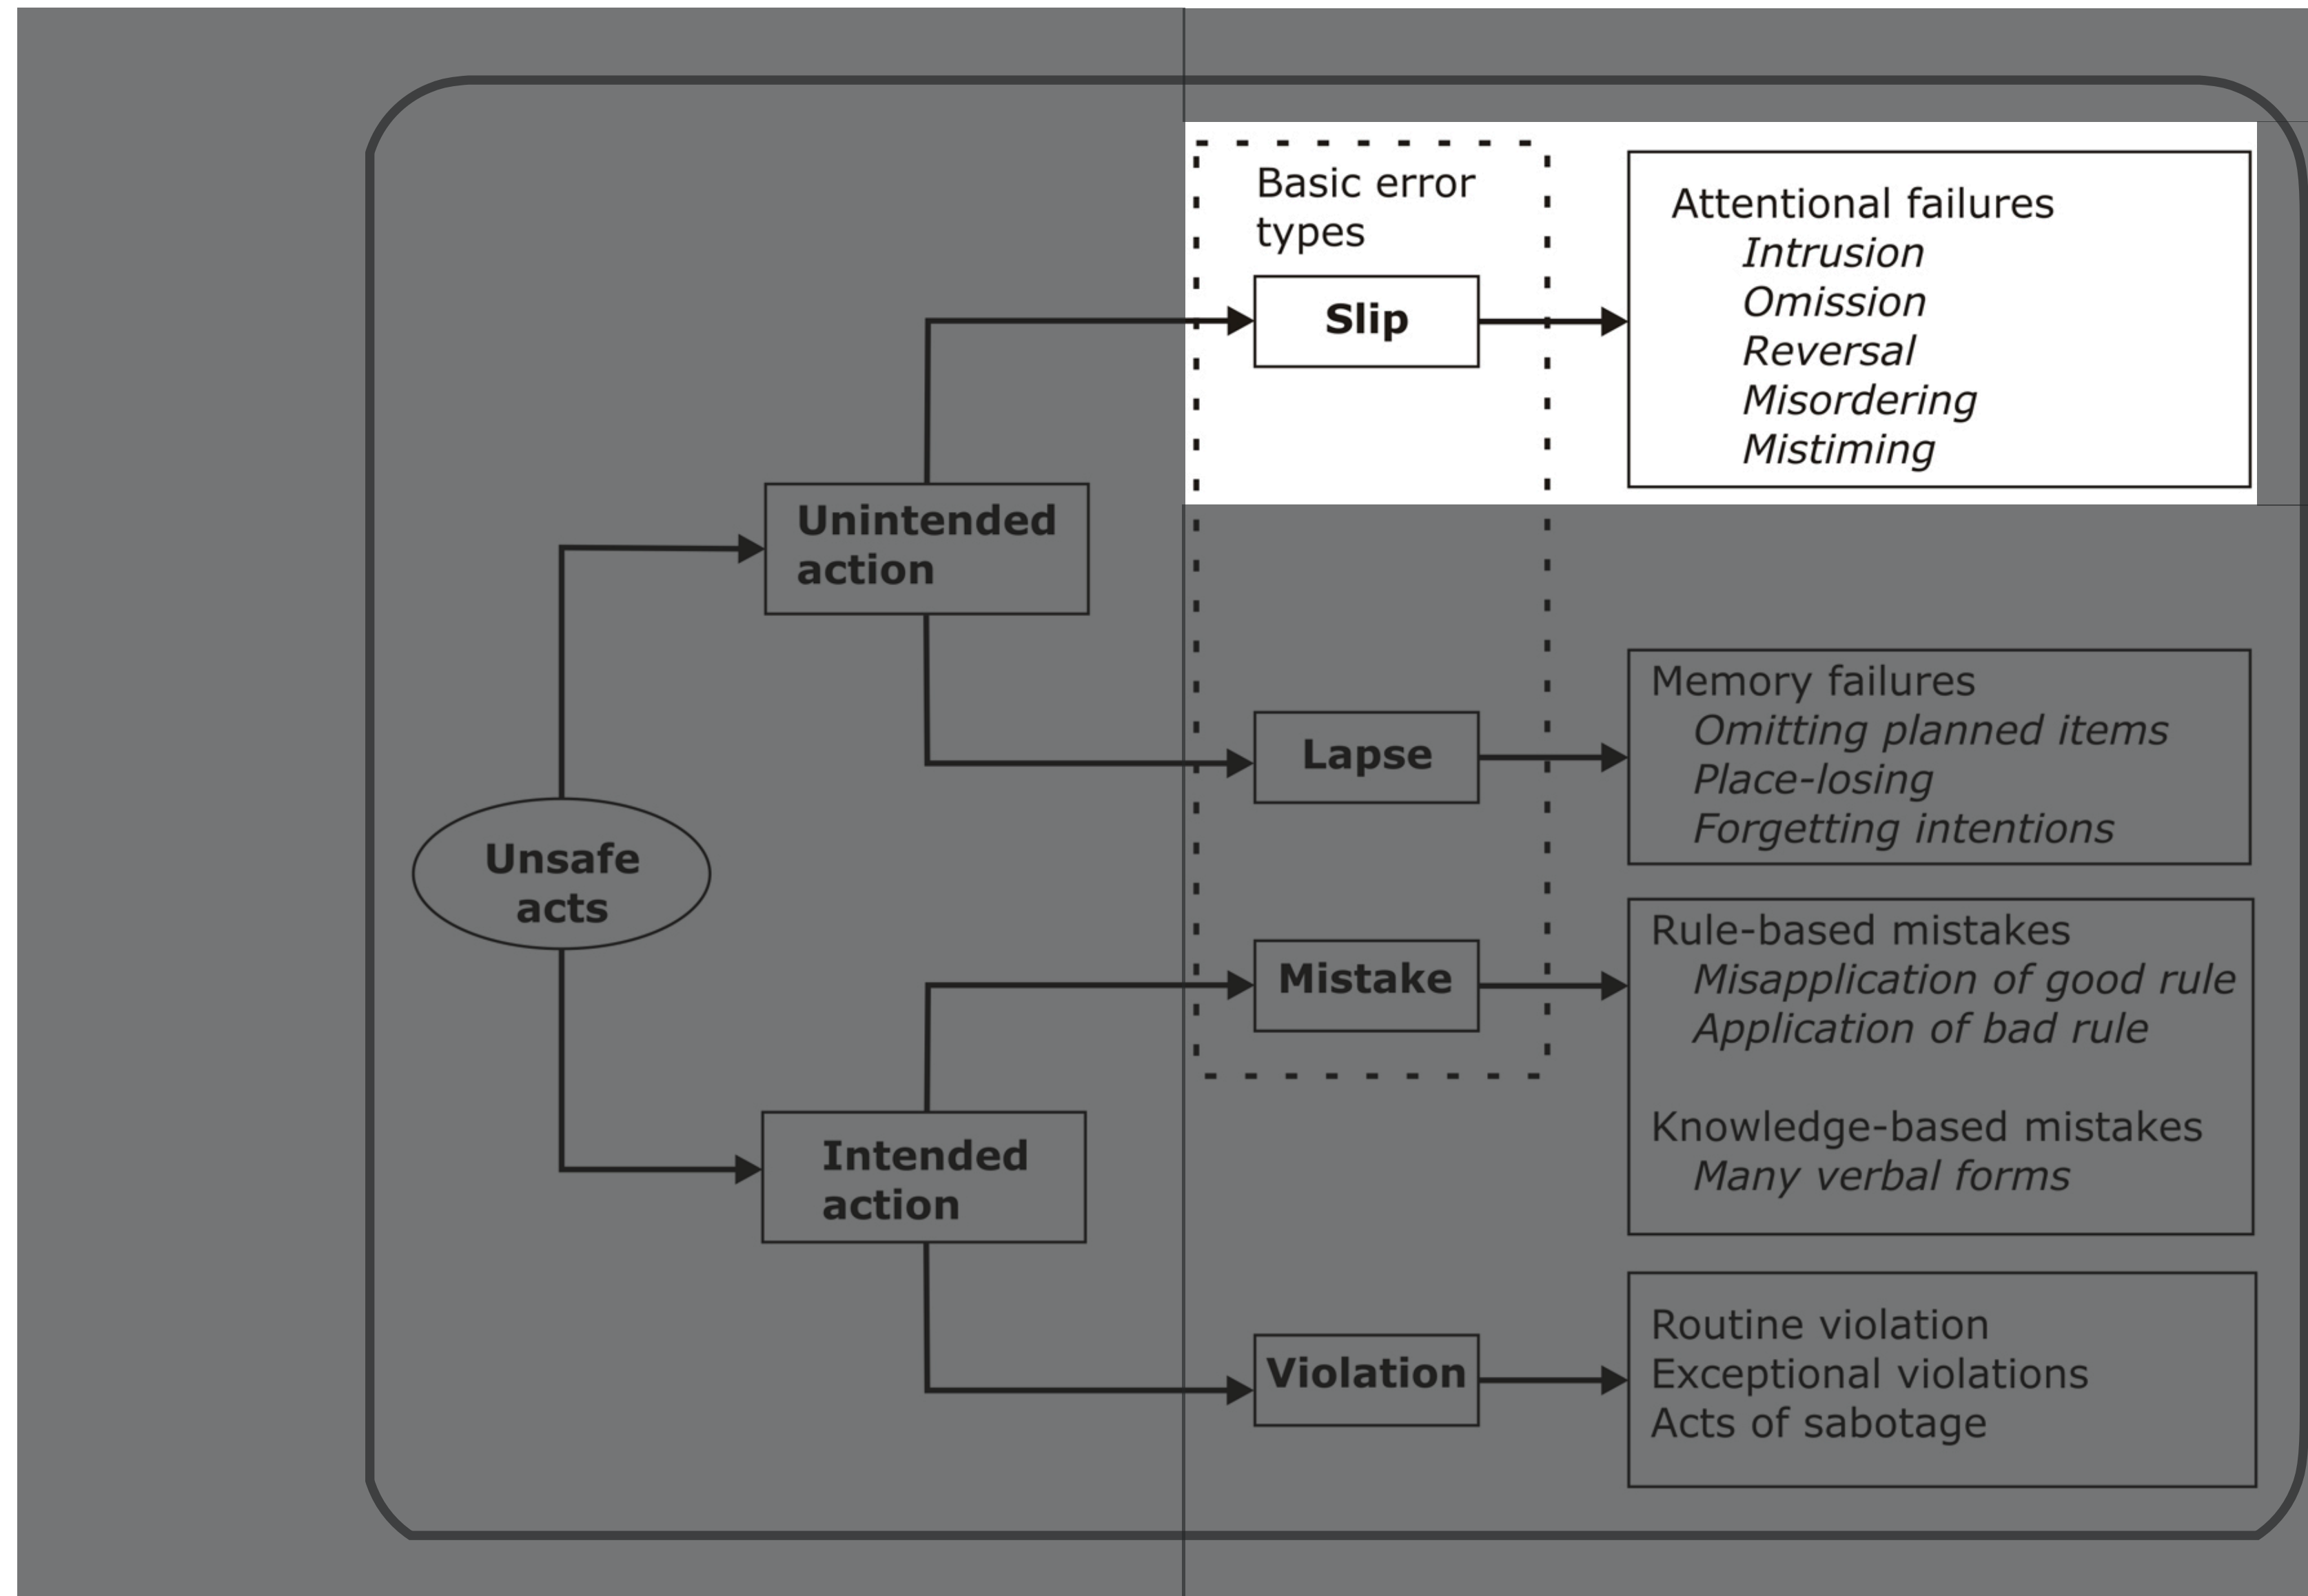 Basic error
types
Slip
Attentional failures
Intrusion
Omission
Reversal
Misordering
Mistiming
Unintended
action
Lapse
Memory failures
Omitting planned items
Place-losing
Forgetting intentions
Unsafe
acts
Mistake
Rule-based mistakes
Misapplication of good rule
Application of bad rule
Knowledge-based mistakes
Many verbal forms
Intended
action
Violation
Routine violation
Exceptional violations
Acts of sabotage